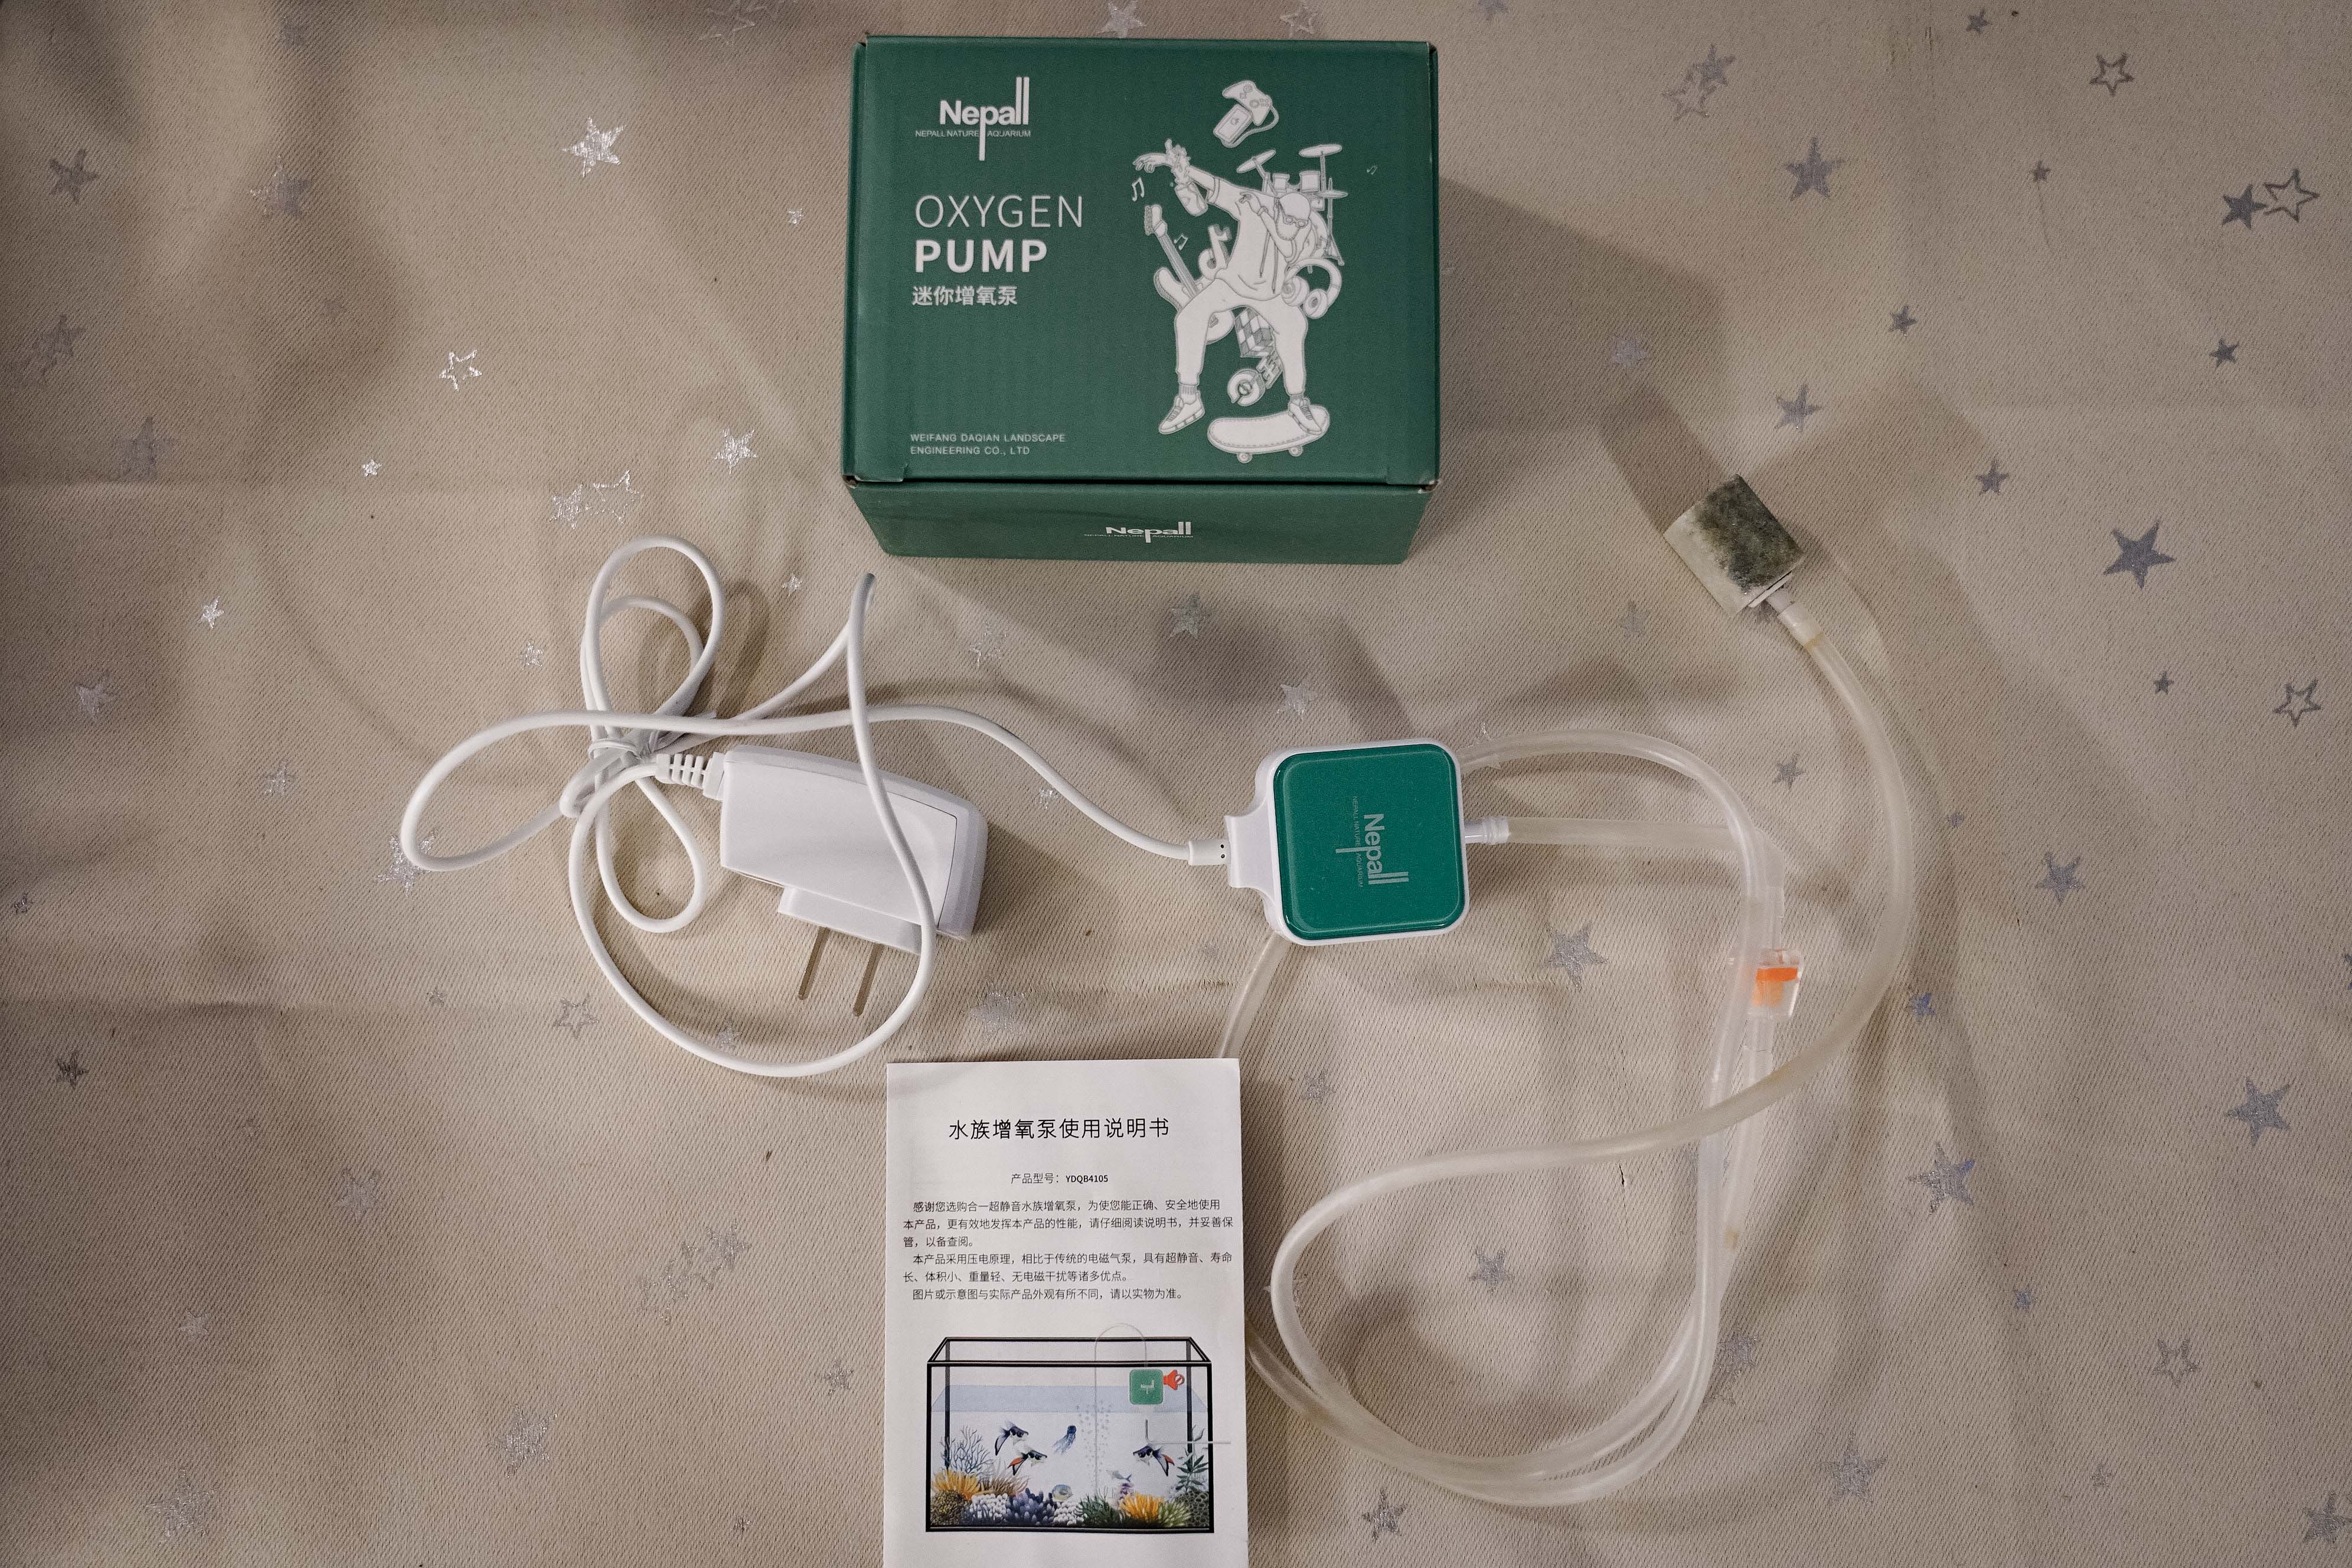 Nepall
NEPALL NATURE AQUARIUM
OXYGEN
PUMP
迷你增氧泵
WEIFANG DAQIAN LANDSCAPE
ENGINEERING CO., LTD
Nepall
NEPALL NATURE AQUARIUM
Nepall
NEPALL NATURE AQUARIUM
水族增氧泵使用说明书
产品型号：YDQB4105
感谢您选购合一超静音水族增氧泵，为使您能正确、安全地使用
本产品，更有效地发挥本产品的性能，请仔细阅读说明书，并妥善保
管，以备查阅。
本产品采用压电原理，相比于传统的电磁气泵，具有超静音、寿命
长、体积小、重量轻、无电磁干扰等诸多优点。
图片或示意图与实际产品外观有所不同，请以实物为准。